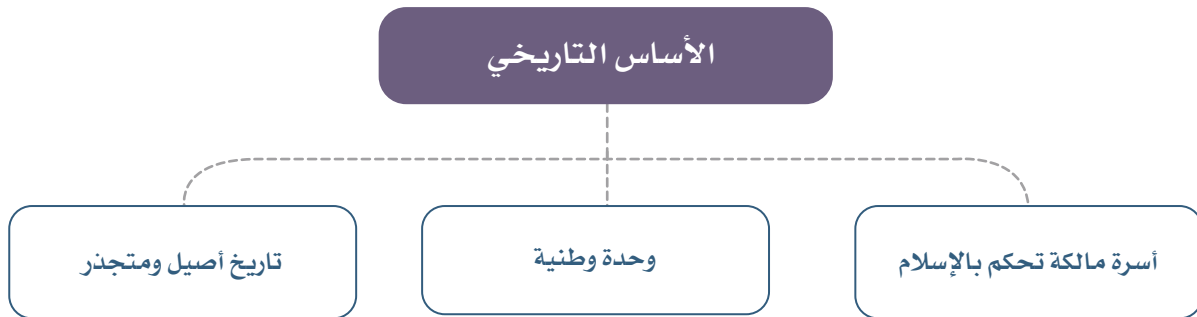 الأساس التاريخي
أسرة مالكة تحكم بالإسلام
وحدة وطنية
تاريخ أصيل ومتجذر